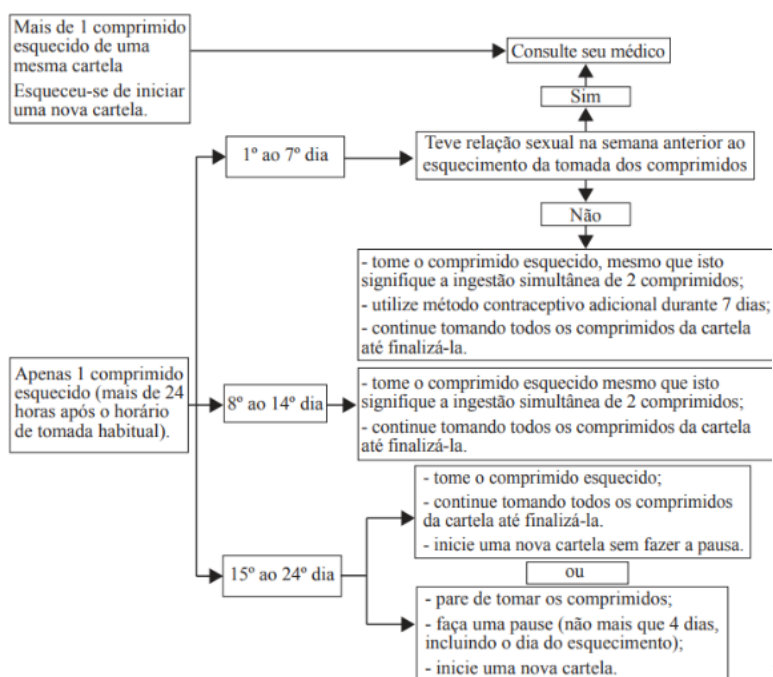 Mais de 1 comprimido
esquecido de uma
mesma cartela
Esqueceu-se de iniciar
uma nova cartela.
Consulte seu médico
Sim
1º ao 7º dia
Teve relação sexual na semana anterior ao
esquecimento da tomada dos comprimidos
Não
- tome o comprimido esquecido, mesmo que isto
signifique a ingestão simultânea de 2 comprimidos;
- utilize método contraceptivo adicional durante 7 dias;
- continue tomando todos os comprimidos da cartela
até finalizá-la.
Apenas 1 comprimido
esquecido (mais de 24
horas após o horário
de tomada habitual).
8º ao 14º dia
- tome o comprimido esquecido mesmo que isto
signifique a ingestão simultânea de 2 comprimidos;
- continue tomando todos os comprimidos da cartela
até finalizá-la.
15º ao 24º dia
- tome o comprimido esquecido;
- continue tomando todos os comprimidos
da cartela até finalizá-la.
- inicie uma nova cartela sem fazer a pausa.
ou
- pare de tomar os comprimidos;
- faça uma pause (não mais que 4 dias,
incluindo o dia do esquecimento);
- inicie uma nova cartela.